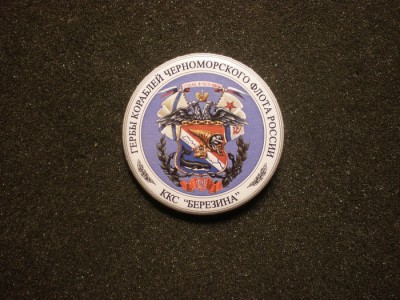 ГЕРБЫ КОРАБЛЕЙ ЧЕРНОМОРСКОГО ФЛОТА РОССИИ
ККС "БЕРЕЗИНА"